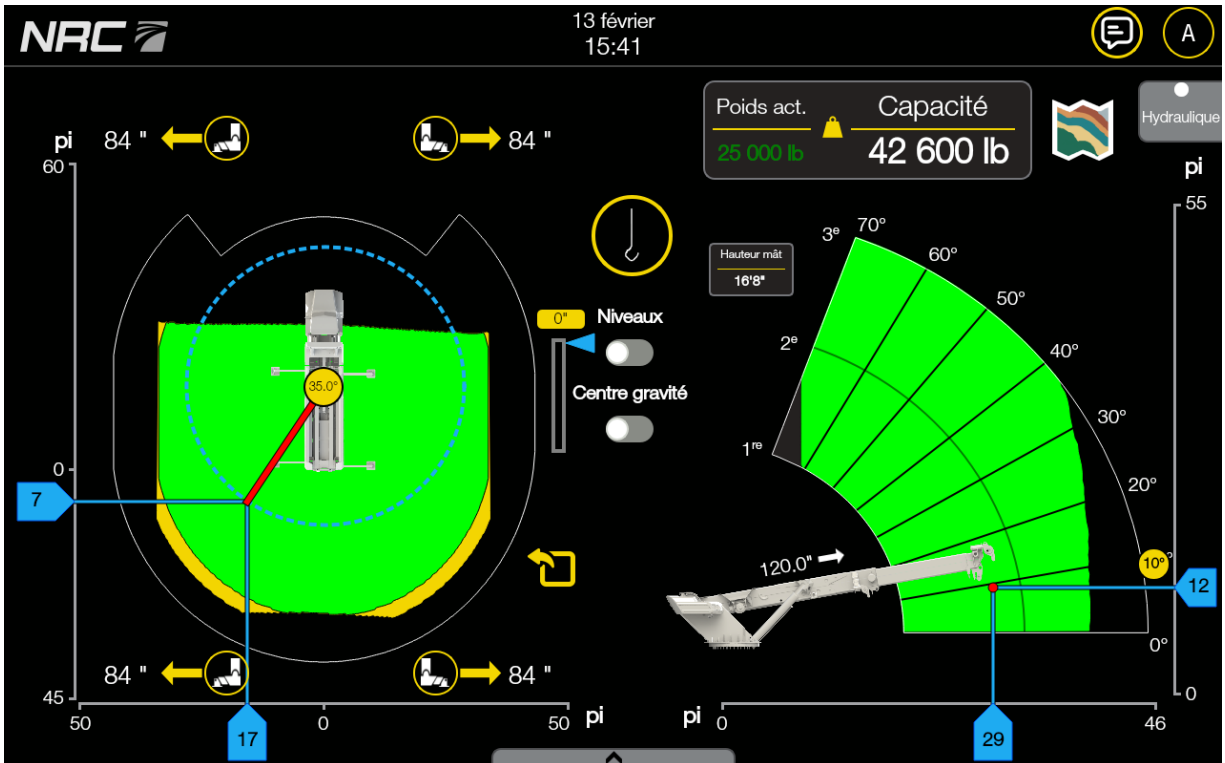 NRC
13 février
15:41
A
Poids act.
Capacité
25 000 lb
42 600 lb
Hydraulique
pi
84 "
84 "
60
0
45
7
35.0°
50
0
50
pi
17
84 "
84 "
0"
Niveaux
Centre gravité
Hauteur mât
16'8"
3e
2e
1re
70°
60°
50°
40°
30°
20°
10°
0°
120.0"
pi
55
12
0
pi
0
29
46